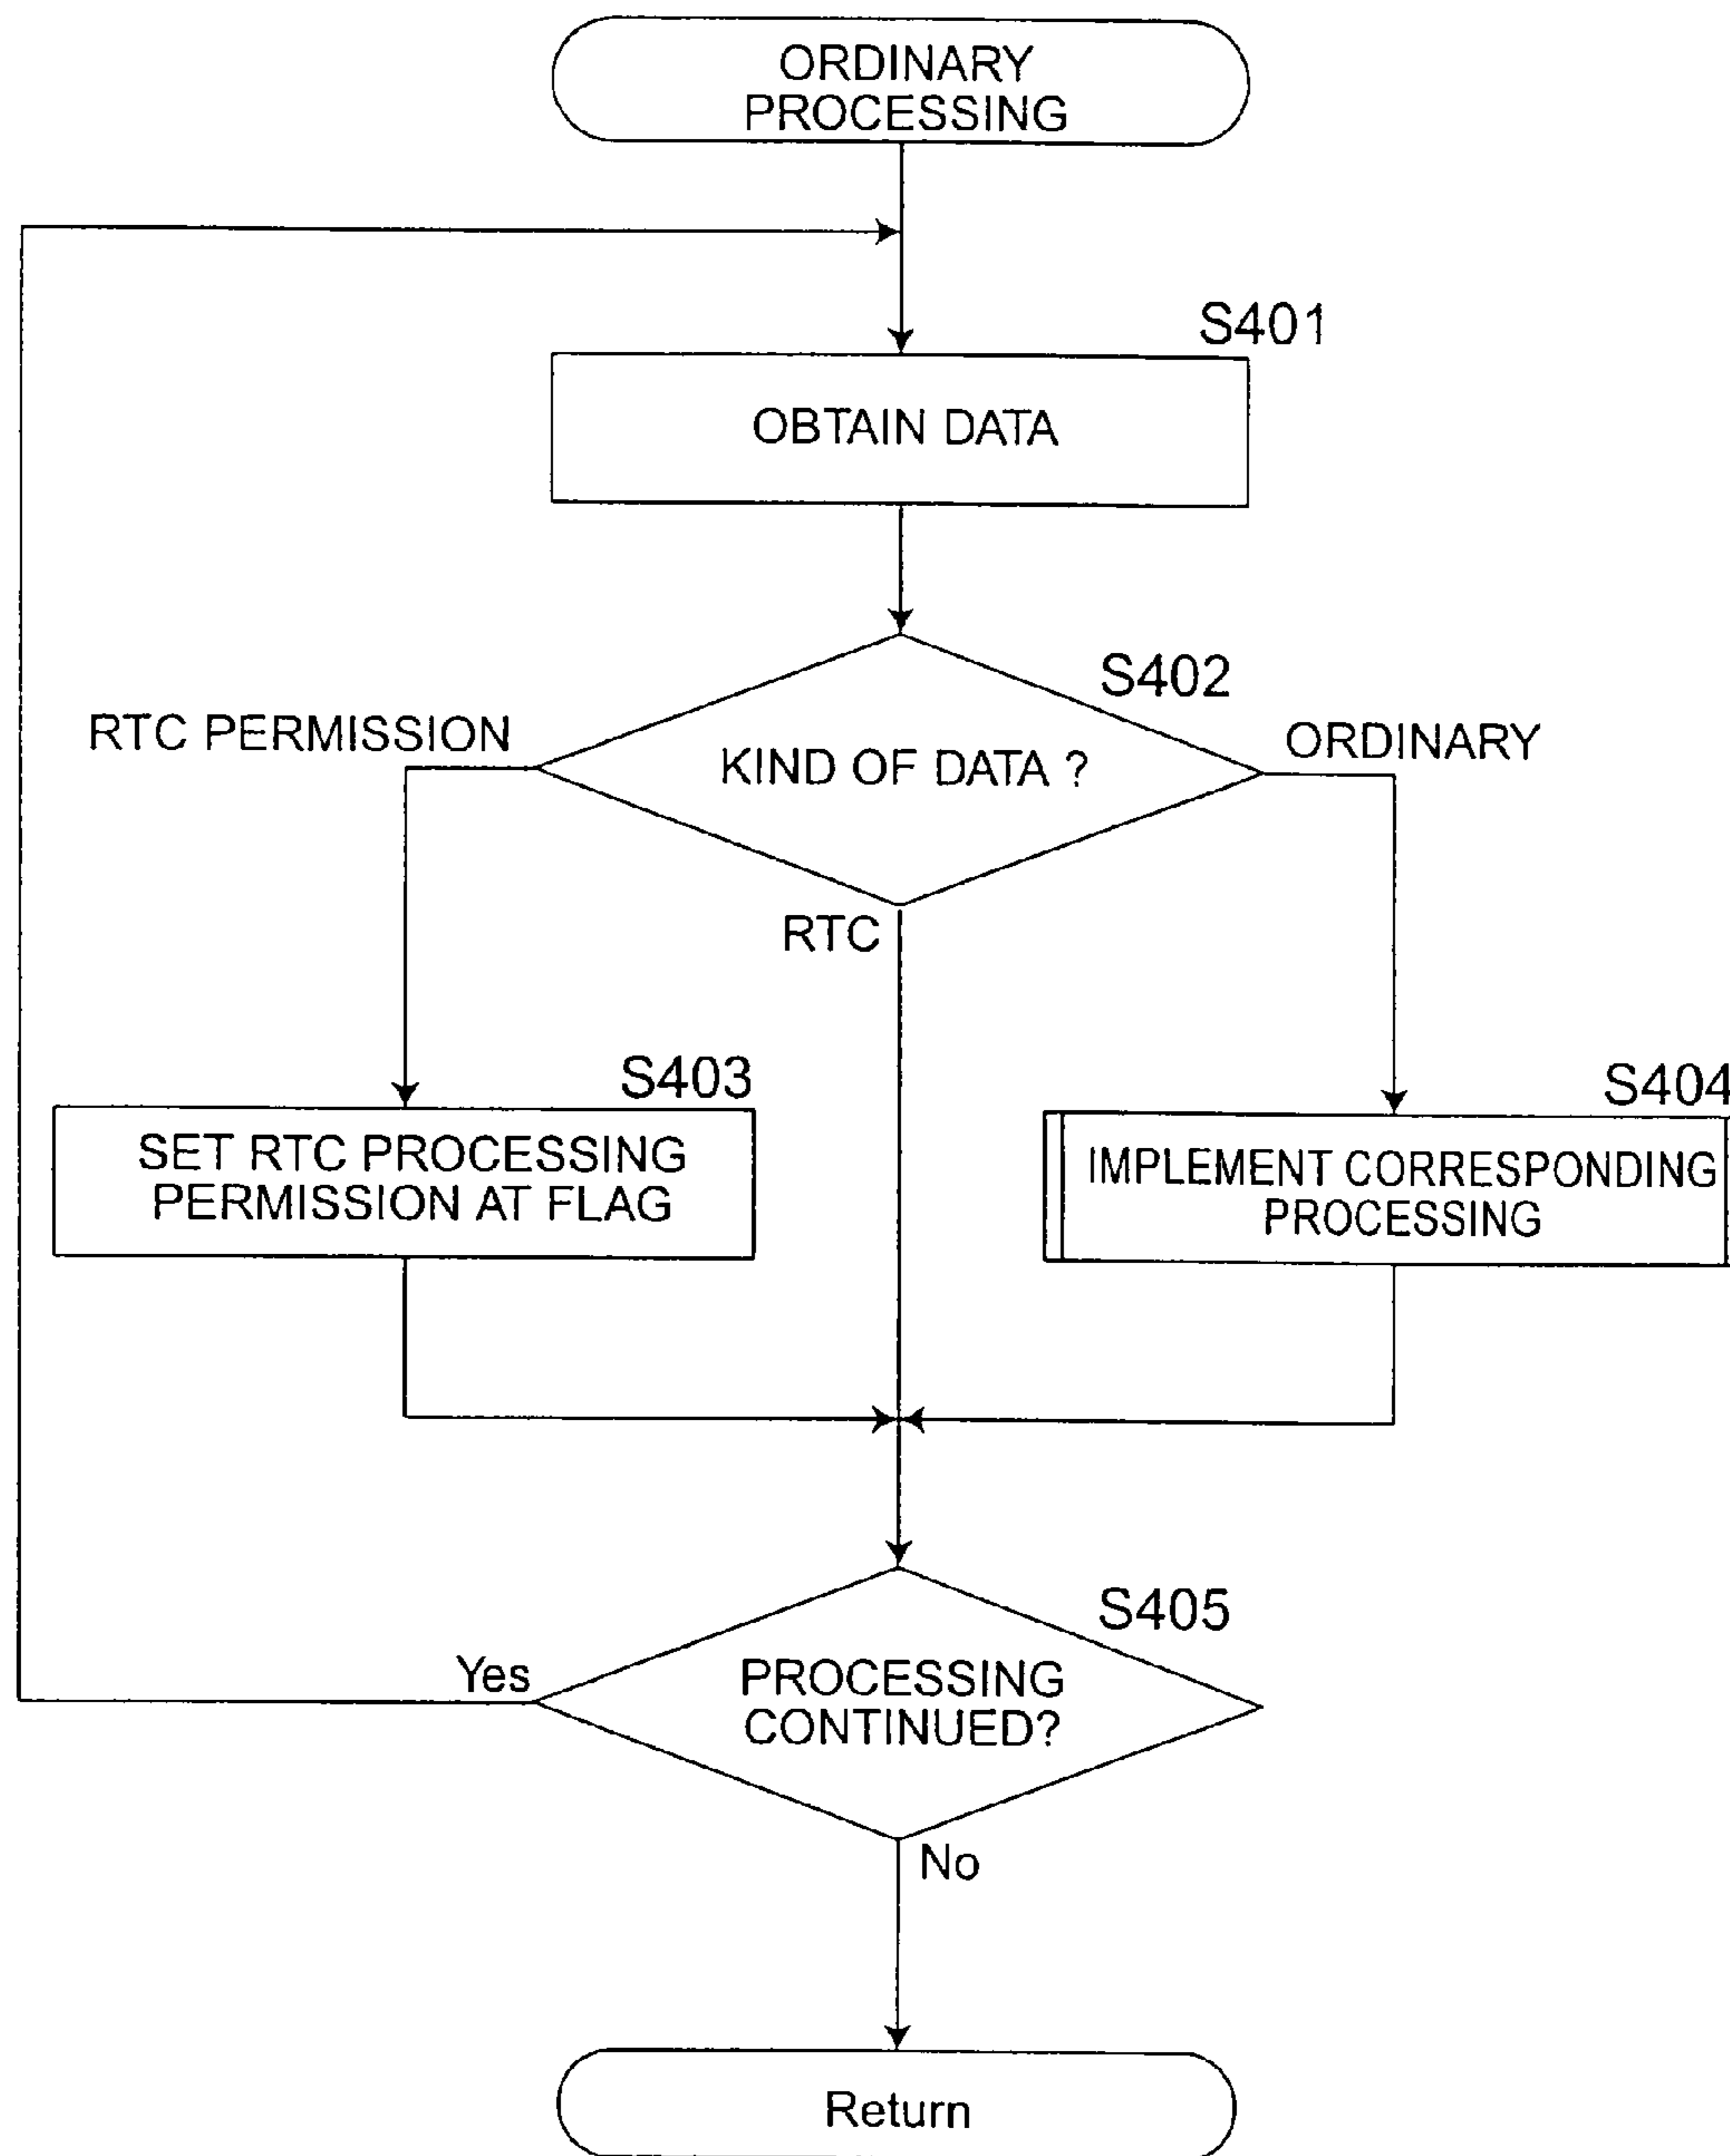 ORDINARY
PROCESSING
S401
OBTAIN DATA
S402
RTC PERMISSION
KIND OF DATA ?
ORDINARY
RTC
S403
SET RTC PROCESSING
PERMISSION AT FLAG
S404
IMPLEMENT CORRESPONDING
PROCESSING
S405
Yes
PROCESSING
CONTINUED?
No
Return